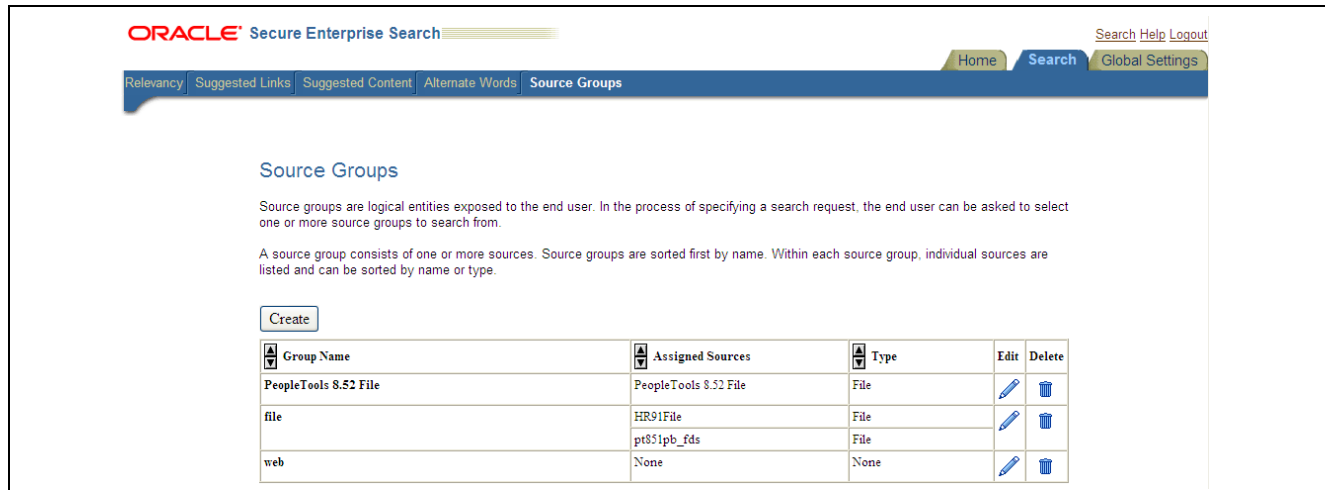 ORACLE Secure Enterprise Search
Search Help Logout
Home Search Global Settings
Relevancy Suggested Links Suggested Content Alternate Words Source Groups
Source Groups
Source groups are logical entities exposed to the end user. In the process of specifying a search request, the end user can be asked to select
one or more source groups to search from.
A source group consists of one or more sources. Source groups are sorted first by name. Within each source group, individual sources are
listed and can be sorted by name or type.
Create
Group Name Assigned Sources Type Edit Delete
PeopleTools 8.52 File PeopleTools 8.52 File File
file HR91File File
pt851pb_fds File
web None None